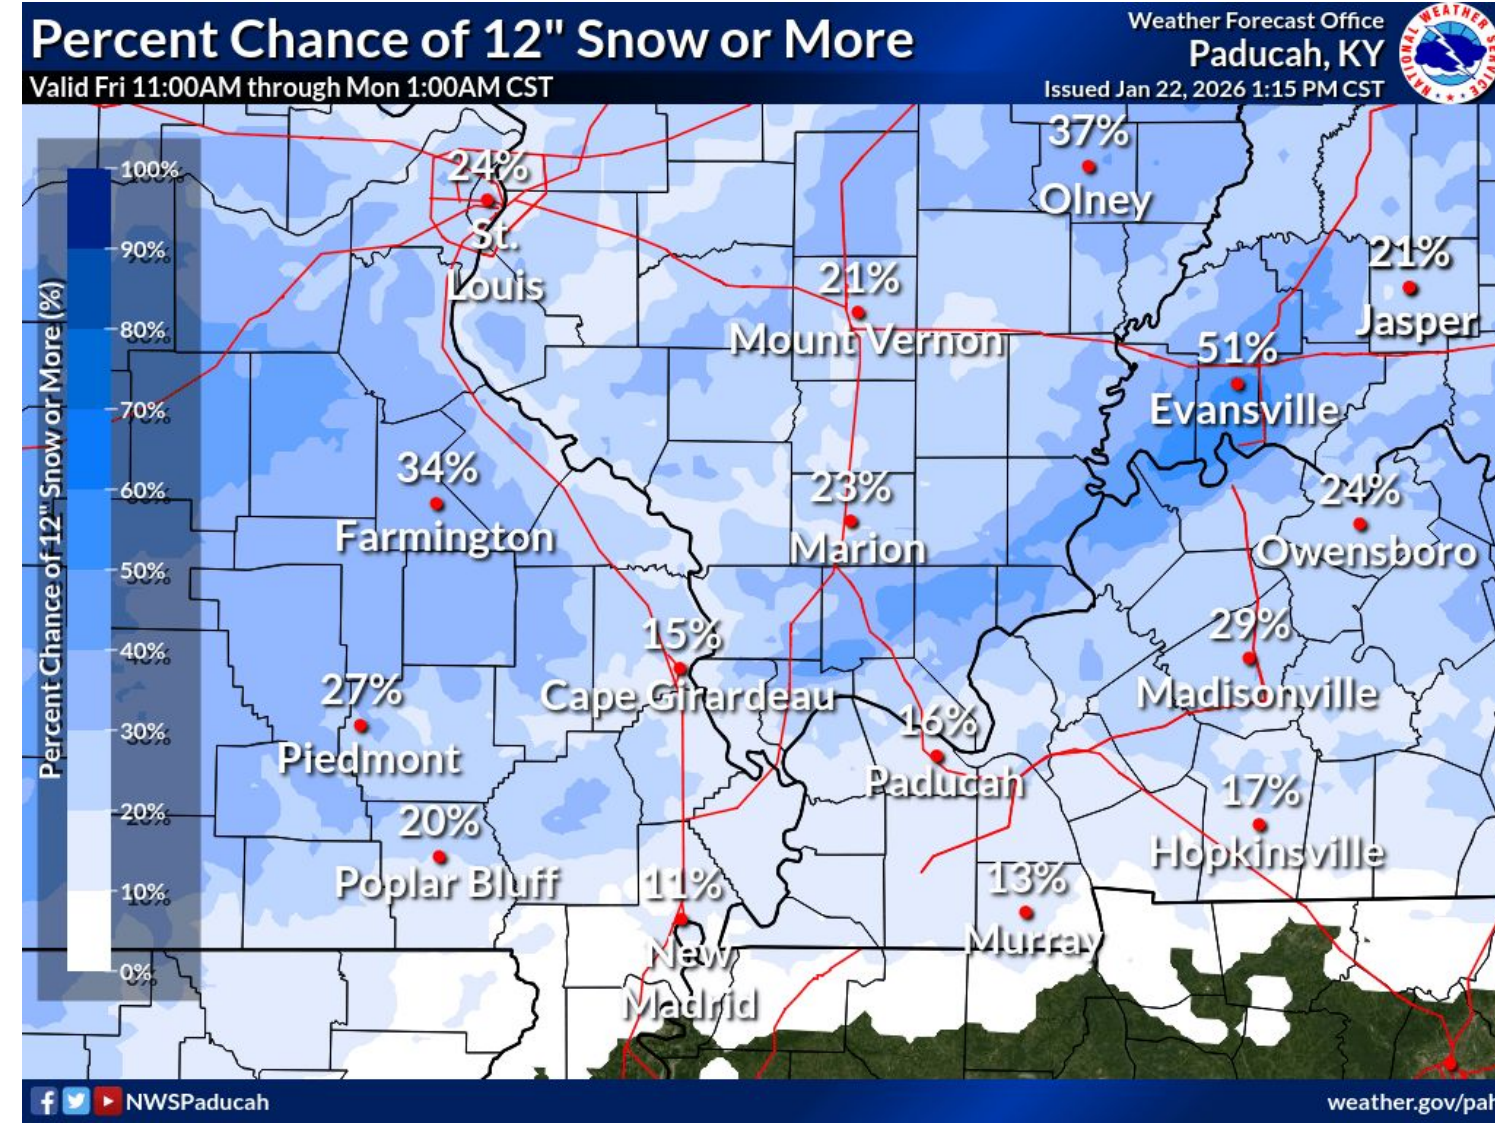 Percent Chance of 12" Snow or More
Valid Fri 11:00AM through Mon 1:00AM CST
Weather Forecast Office
Paducah, KY
Issued Jan 22, 2026 1:15 PM CST
NATIONAL WEATHER SERVICE
Percent Chance of 12" Snow or More (%)
100%
90%
80%
70%
60%
50%
40%
30%
20%
10%
0%
24%
St.
Louis
37%
Olney
21%
Mount Vernon
21%
Jasper
51%
Evansville
34%
Farmington
23%
Marion
24%
Owensboro
15%
Cape Girardeau
29%
Madisonville
27%
Piedmont
16%
Paducah
20%
Poplar Bluff
17%
Hopkinsville
11%
New
Madrid
13%
Murray
NWSPaducah
weather.gov/pah